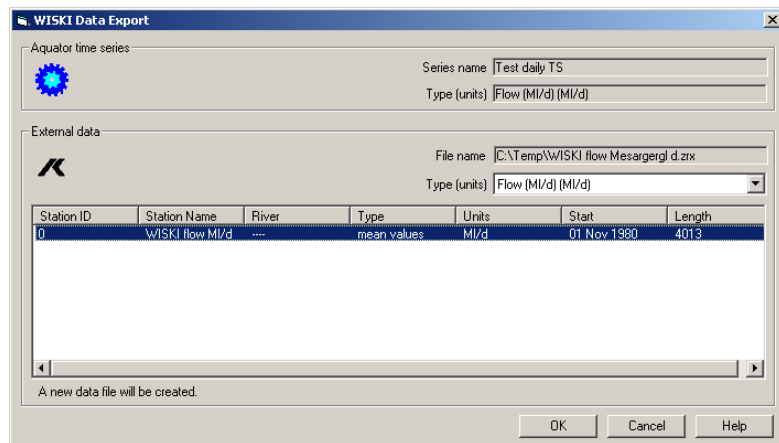 WISKI Data Export
Aquator time series
Series name Test daily TS
Type (units) Flow (Ml/d) (Ml/d)
External data
File name C:\Temp\WISKI flow Mesargergl d.zrx
Type (units) Flow (Ml/d) (Ml/d)
Station ID Station Name River Type Units Start Length
0 WISKI flow Ml/d ---- mean values Ml/d 01 Nov 1980 4013
A new data file will be created.
OK Cancel Help